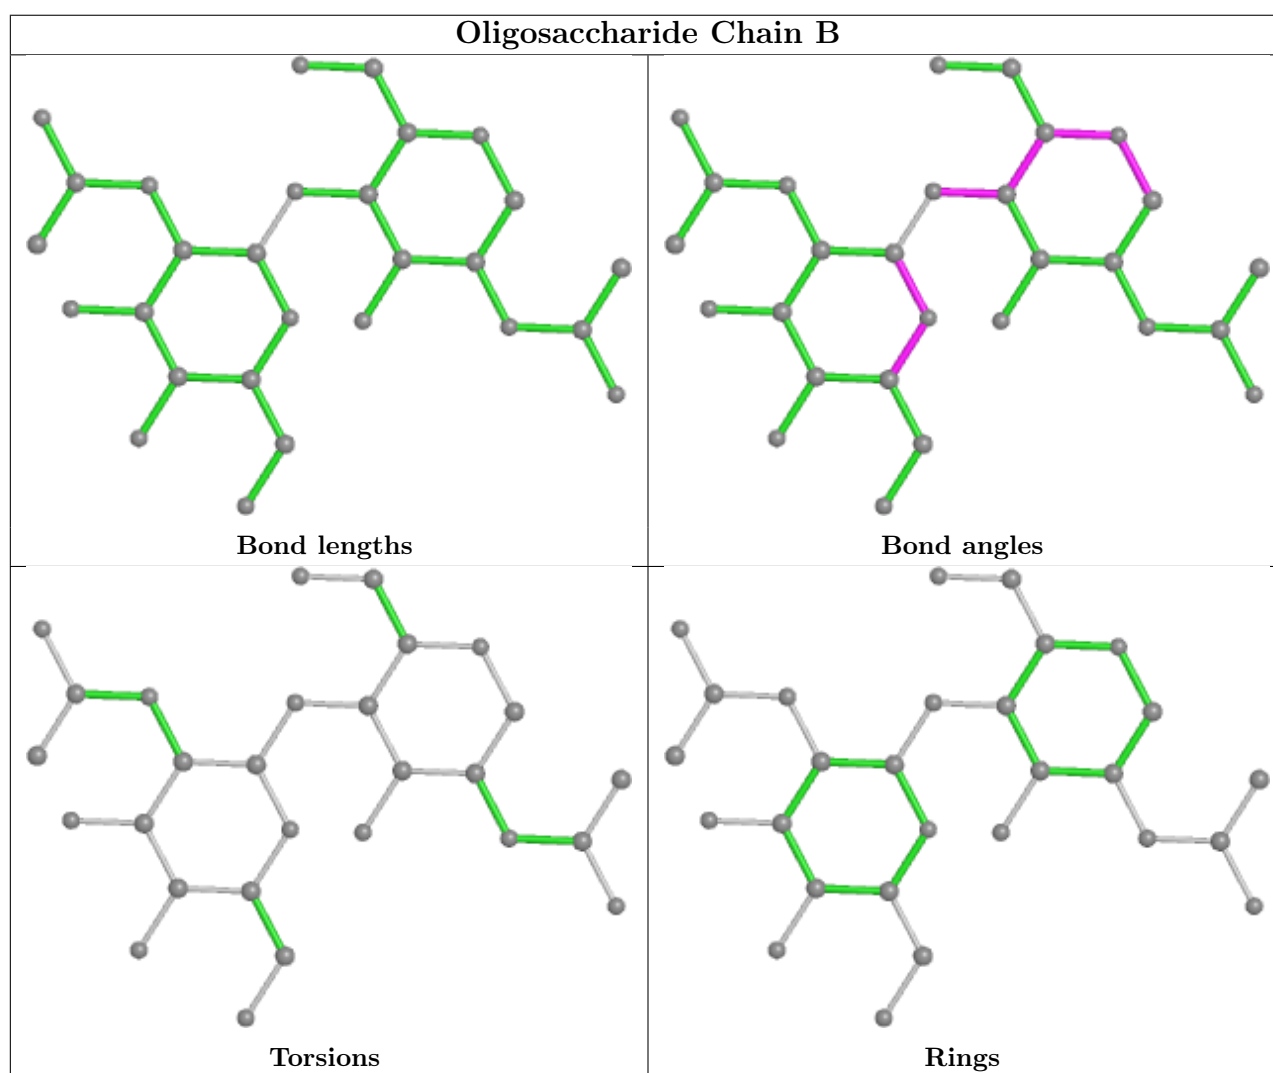 Oligosaccharide Chain B
Bond lengths
Bond angles
Torsions
Rings